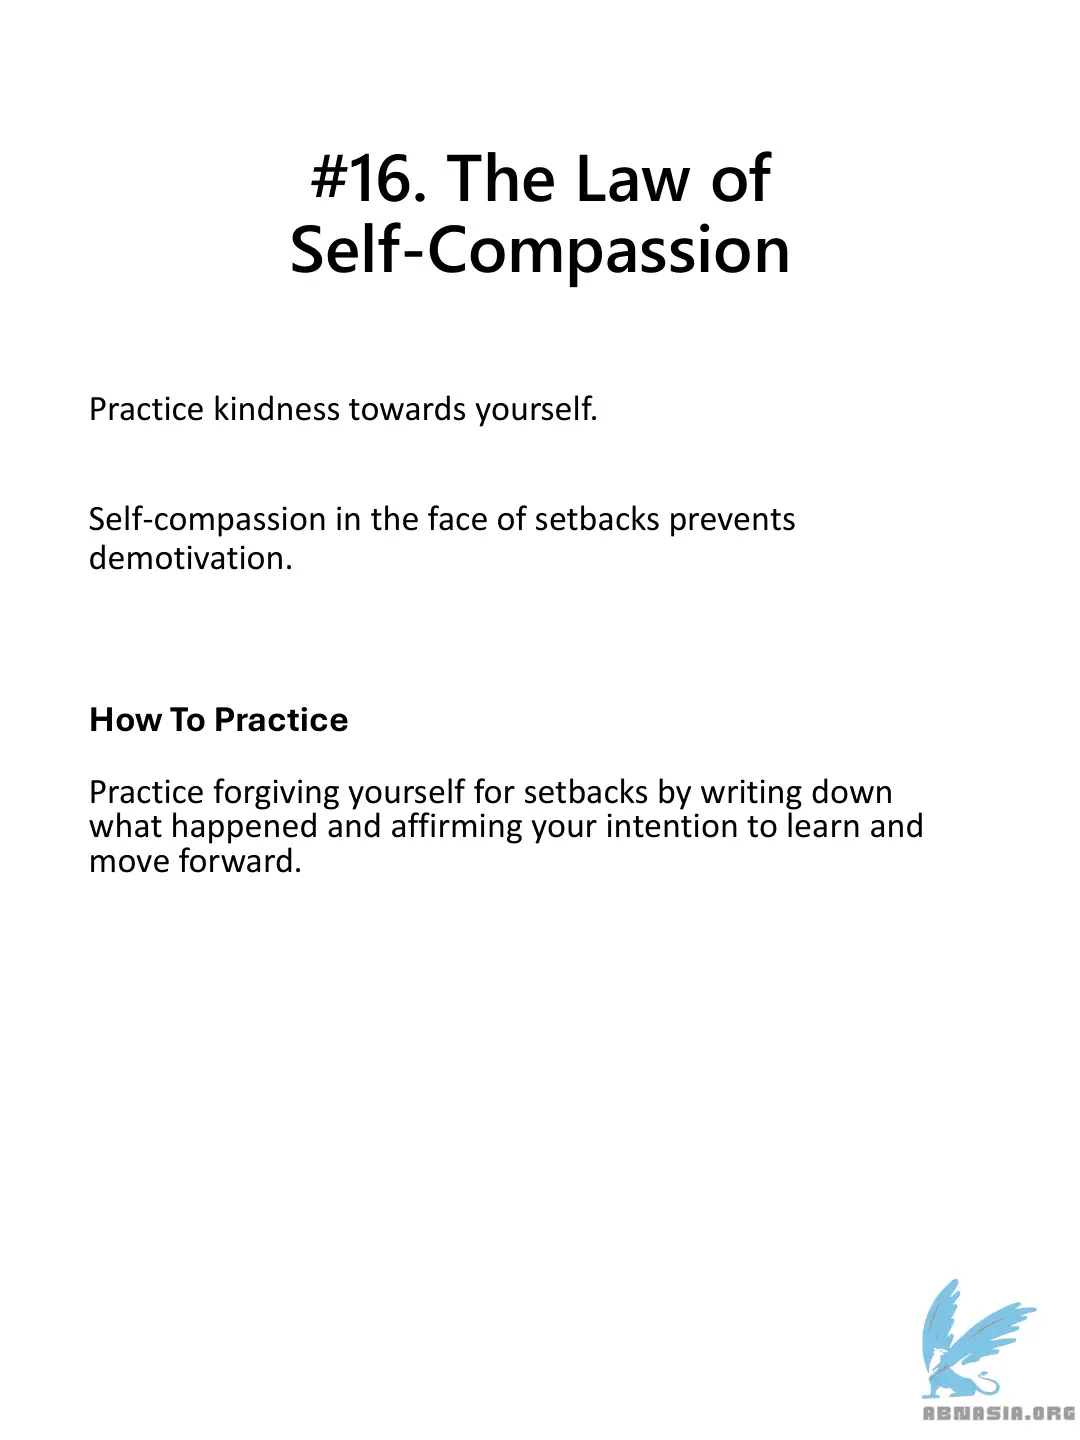 #16. The Law of
Self-Compassion
Practice kindness towards yourself.
Self-compassion in the face of setbacks prevents
demotivation.
How To Practice
Practice forgiving yourself for setbacks by writing down
what happened and affirming your intention to learn and
move forward.
ABNASIA.ORG